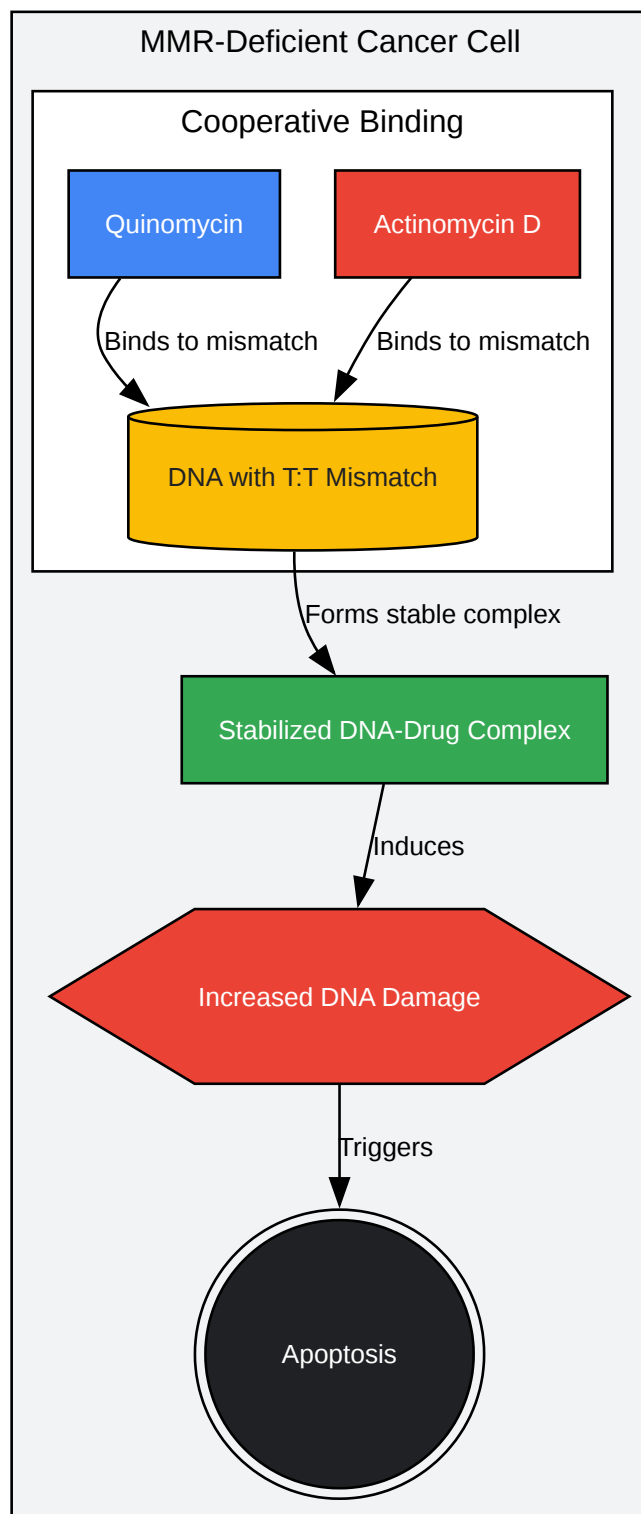 MMR-Deficient Cancer Cell
Cooperative Binding
Quinomycin
Actinomycin D
Binds to mismatch
Binds to mismatch
DNA with T:T Mismatch
Forms stable complex
Stabilized DNA-Drug Complex
Induces
Increased DNA Damage
Triggers
Apoptosis